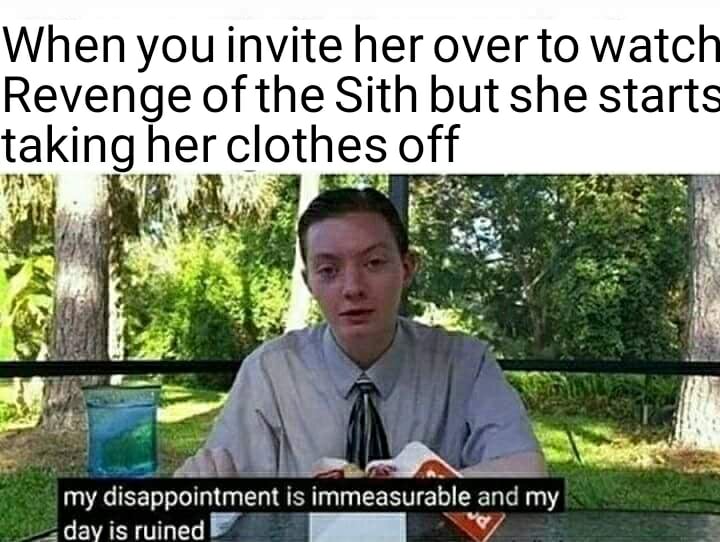 When you invite her over to watch
Revenge of the Sith but she starts
taking her clothes off
my disappointment is immeasurable and my
day is ruined